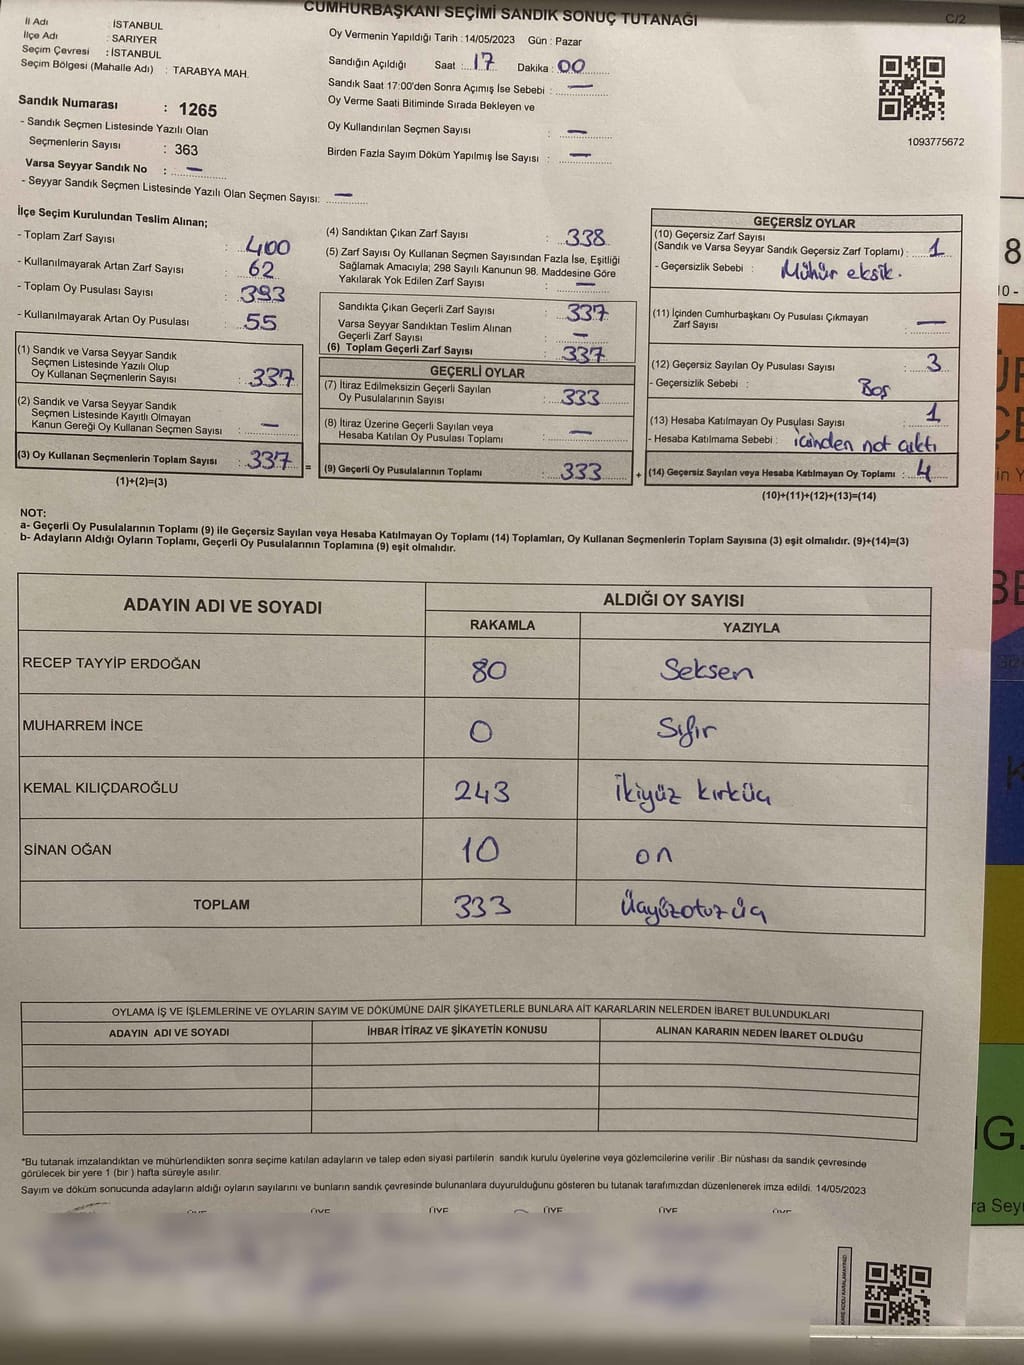 CUMHURBAŞKANI SEÇİMİ SANDIK SONUÇ TUTANAĞI
C/2
İl Adı : İSTANBUL
İlçe Adı : SARIYER
Seçim Çevresi : İSTANBUL
Seçim Bölgesi (Mahalle Adı) : TARABYA MAH.
Sandık Numarası : 1265
- Sandık Seçmen Listesinde Yazılı Olan
Seçmenlerin Sayısı : 363
Varsa Seyyar Sandık No : —
- Seyyar Sandık Seçmen Listesinde Yazılı Olan Seçmen Sayısı: —
Oy Vermenin Yapıldığı Tarih : 14/05/2023 Gün : Pazar
Sandığın Açıldığı Saat : 17 Dakika : 00
Sandık Saat 17:00'den Sonra Açımış İse Sebebi : —
Oy Verme Saati Bitiminde Sırada Bekleyen ve
Oy Kullandırılan Seçmen Sayısı : —
Birden Fazla Sayım Döküm Yapılmış İse Sayısı : —
1093775672
İlçe Seçim Kurulundan Teslim Alınan;
- Toplam Zarf Sayısı : 400
- Kullanılmayarak Artan Zarf Sayısı : 62
- Toplam Oy Pusulası Sayısı : 393
- Kullanılmayarak Artan Oy Pusulası : 55
(1) Sandık ve Varsa Seyyar Sandık
Seçmen Listesinde Yazılı Olup
Oy Kullanan Seçmenlerin Sayısı : 337
(2) Sandık ve Varsa Seyyar Sandık
Seçmen Listesinde Kayıtlı Olmayan
Kanun Gereği Oy Kullanan Seçmen Sayısı : —
(3) Oy Kullanan Seçmenlerin Toplam Sayısı : 337
(1)+(2)=(3)
=
(4) Sandıktan Çıkan Zarf Sayısı : 338
(5) Zarf Sayısı Oy Kullanan Seçmen Sayısından Fazla İse, Eşitliği
Sağlamak Amacıyla; 298 Sayılı Kanunun 98. Maddesine Göre
Yakılarak Yok Edilen Zarf Sayısı : —
Sandıkta Çıkan Geçerli Zarf Sayısı : 337
Varsa Seyyar Sandıktan Teslim Alınan
Geçerli Zarf Sayısı : —
(6) Toplam Geçerli Zarf Sayısı : 337
GEÇERLİ OYLAR
(7) İtiraz Edilmeksizin Geçerli Sayılan
Oy Pusulalarının Sayısı : 333
(8) İtiraz Üzerine Geçerli Sayılan veya
Hesaba Katılan Oy Pusulası Toplamı : —
(9) Geçerli Oy Pusulalarının Toplamı : 333
+
GEÇERSİZ OYLAR
(10) Geçersiz Zarf Sayısı
(Sandık ve Varsa Seyyar Sandık Geçersiz Zarf Toplamı) : 1
- Geçersizlik Sebebi : Mühür eksik.
(11) İçinden Cumhurbaşkanı Oy Pusulası Çıkmayan
Zarf Sayısı : —
(12) Geçersiz Sayılan Oy Pusulası Sayısı : 3
- Geçersizlik Sebebi : Boş
(13) Hesaba Katılmayan Oy Pusulası Sayısı : 1
- Hesaba Katılmama Sebebi : içinden not çıktı
(14) Geçersiz Sayılan veya Hesaba Katılmayan Oy Toplamı : 4
(10)+(11)+(12)+(13)=(14)
NOT:
a- Geçerli Oy Pusulalarının Toplamı (9) ile Geçersiz Sayılan veya Hesaba Katılmayan Oy Toplamı (14) Toplamları, Oy Kullanan Seçmenlerin Toplam Sayısına (3) eşit olmalıdır. (9)+(14)=(3)
b- Adayların Aldığı Oyların Toplamı, Geçerli Oy Pusulalarının Toplamına (9) eşit olmalıdır.
ADAYIN ADI VE SOYADI
ALDIĞI OY SAYISI
RAKAMLA YAZIYLA
RECEP TAYYİP ERDOĞAN 80 Seksen
MUHARREM İNCE 0 Sıfır
KEMAL KILIÇDAROĞLU 243 İkiyüz kırküç
SİNAN OĞAN 10 on
TOPLAM 333 Üçyüzotuz üç
OYLAMA İŞ VE İŞLEMLERİNE VE OYLARIN SAYIM VE DÖKÜMÜNE DAİR ŞİKAYETLERLE BUNLARA AİT KARARLARIN NELERDEN İBARET BULUNDUKLARI
ADAYIN ADI VE SOYADI İHBAR İTİRAZ VE ŞİKAYETİN KONUSU ALINAN KARARIN NEDEN İBARET OLDUĞU
*Bu tutanak imzalandıktan ve mühürlendikten sonra seçime katılan adayların ve talep eden siyasi partilerin sandık kurulu üyelerine veya gözlemcilerine verilir .Bir nüshası da sandık çevresinde
görülecek bir yere 1 (bir ) hafta süreyle asılır.
Sayım ve döküm sonucunda adayların aldığı oyların sayılarını ve bunların sandık çevresinde bulunanlara duyurulduğunu gösteren bu tutanak tarafımızdan düzenlenerek imza edildi. 14/05/2023
ÜYE ÜYE ÜYE ÜYE ÜYE ÜYE
8
BE
K